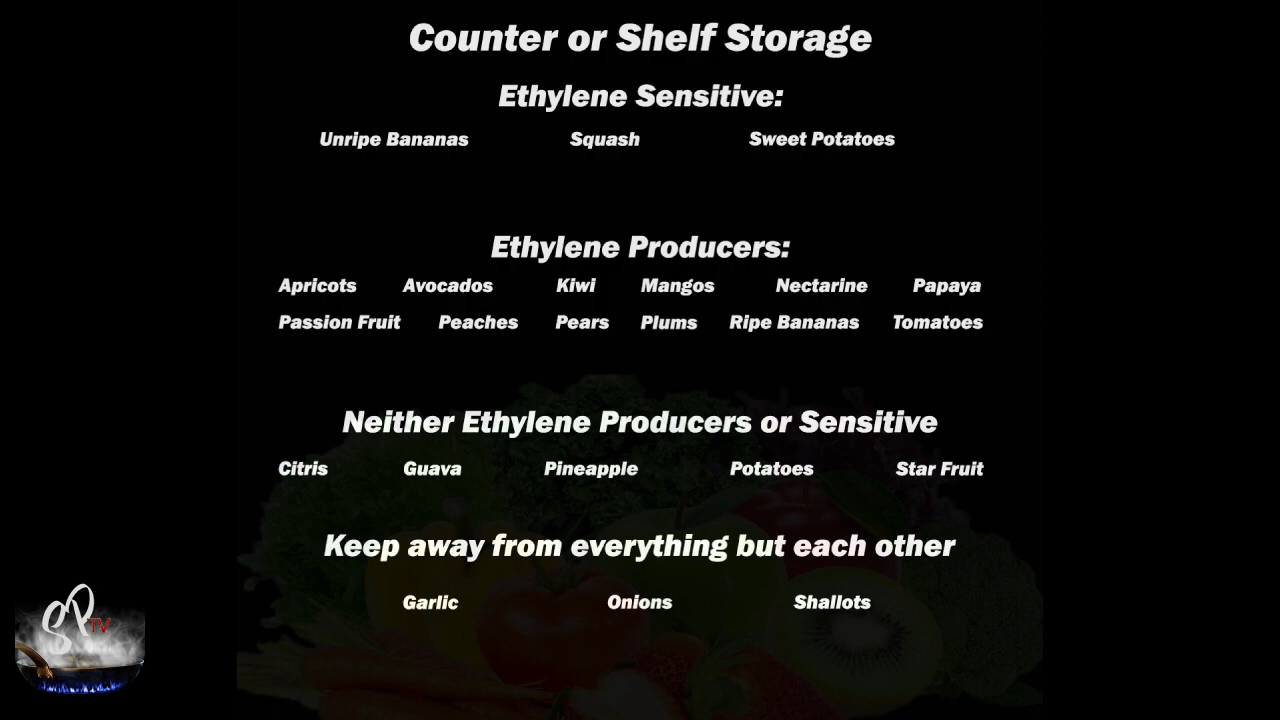 Counter or Shelf Storage
Ethylene Sensitive:
Unripe Bananas Squash Sweet Potatoes
Ethylene Producers:
Apricots Avocados Kiwi Mangos Nectarine Papaya
Passion Fruit Peaches Pears Plums Ripe Bananas Tomatoes
Neither Ethylene Producers or Sensitive
Citris Guava Pineapple Potatoes Star Fruit
Keep away from everything but each other
Garlic Onions Shallots
SP TV